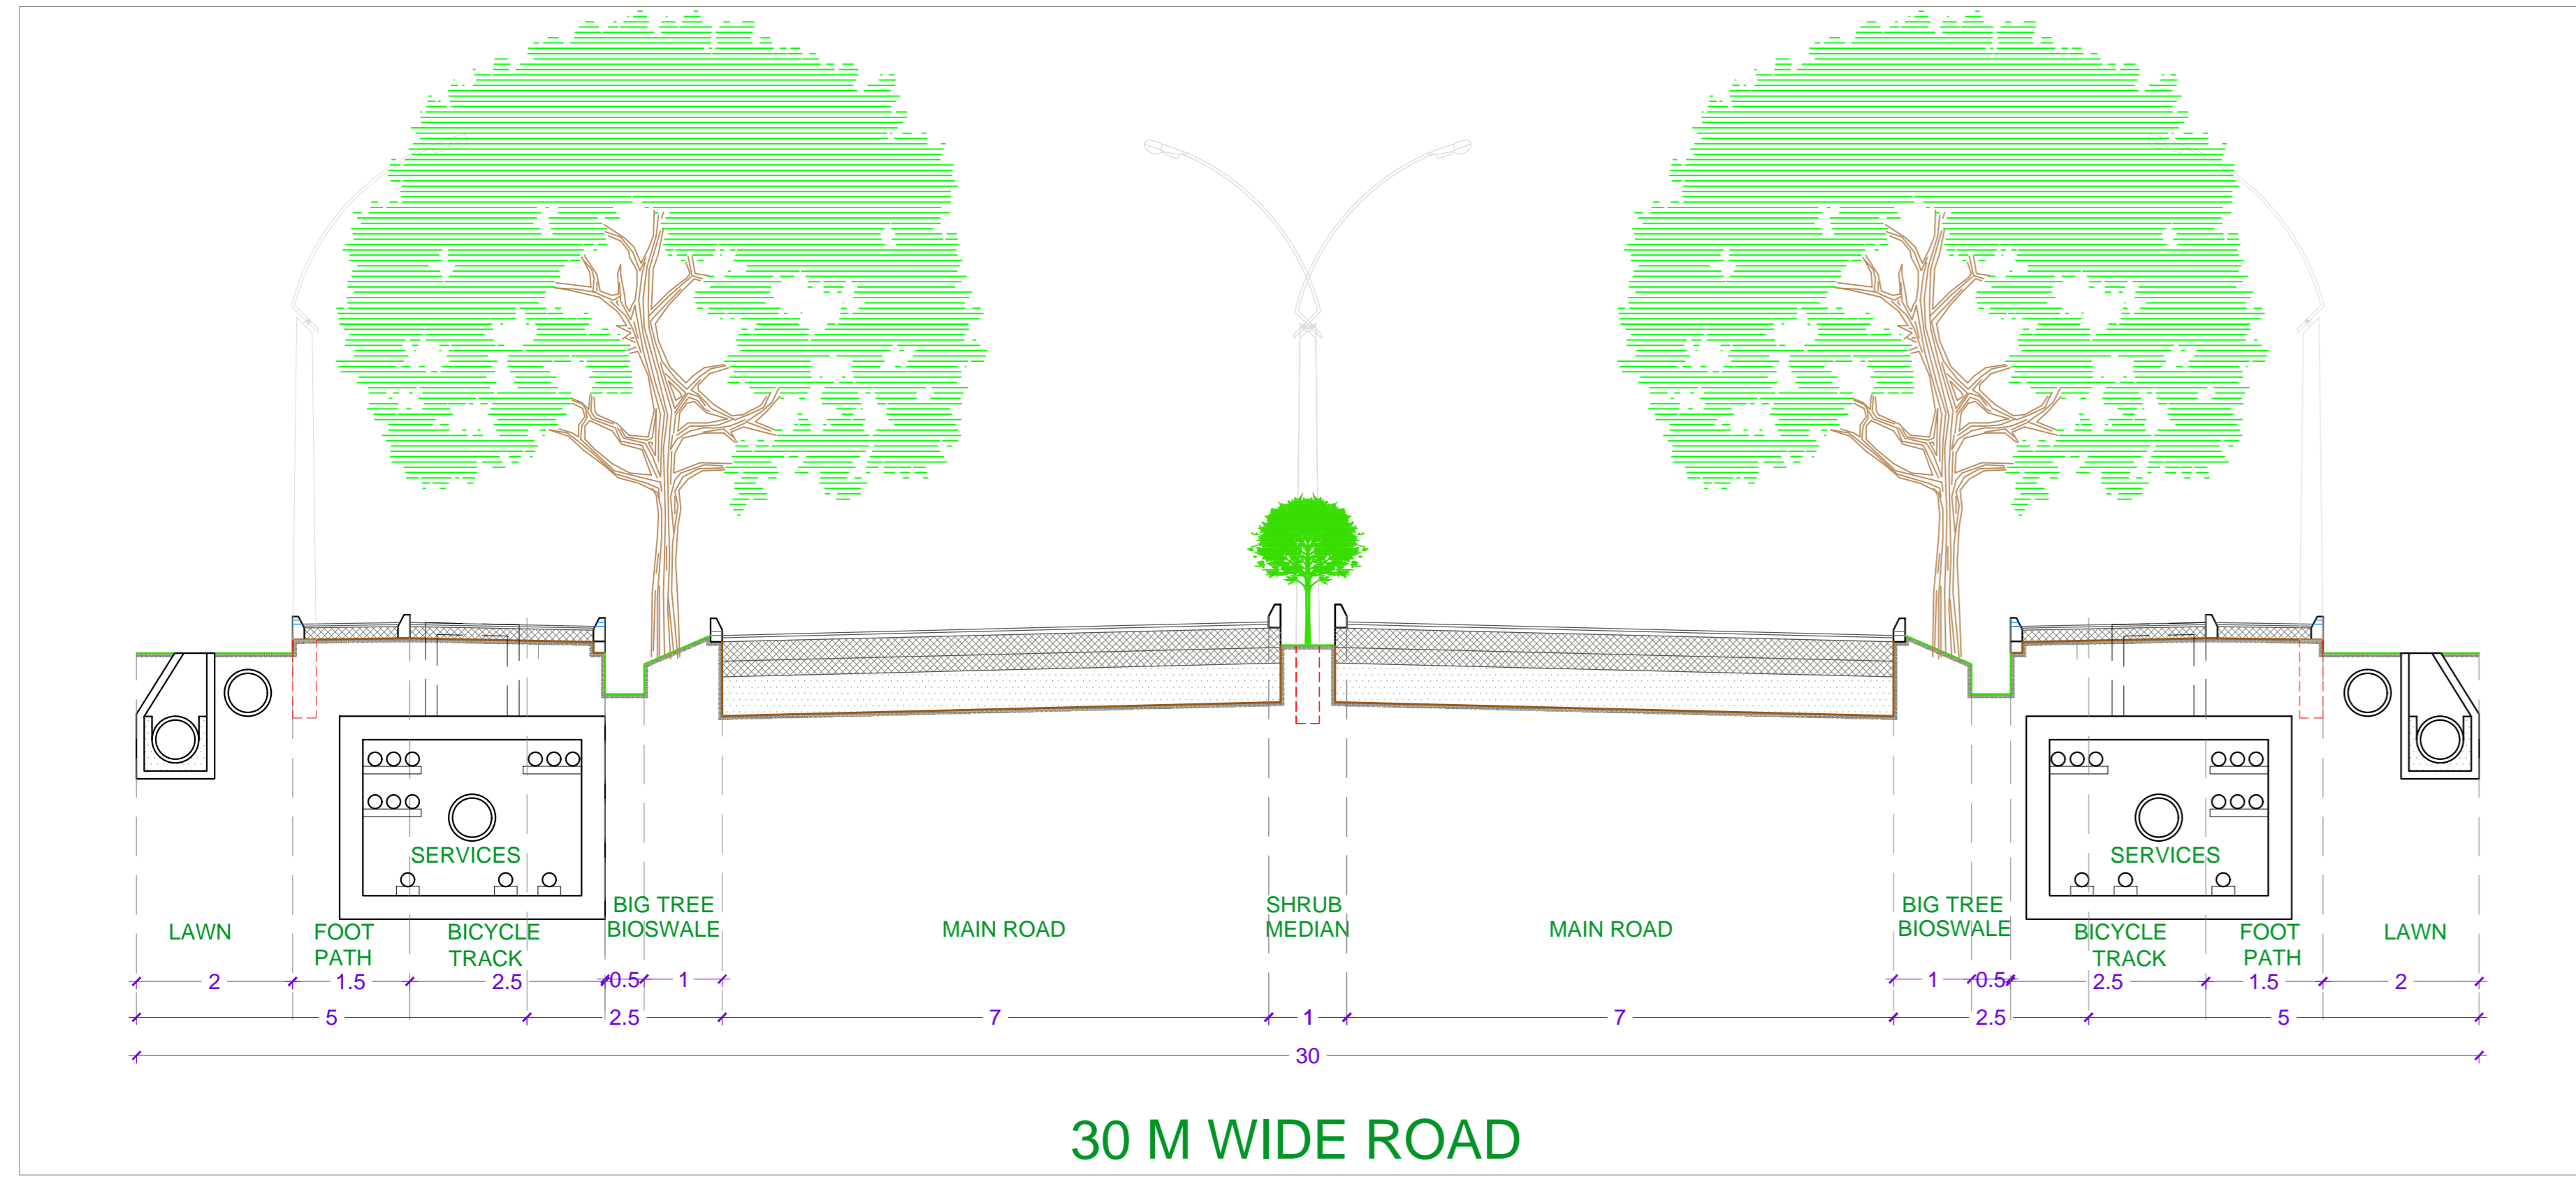 SERVICES
SERVICES
BIG TREE
BIOSWALE
SHRUB
MEDIAN
BIG TREE
BIOSWALE
LAWN
FOOT
PATH
BICYCLE
TRACK
MAIN ROAD
MAIN ROAD
BICYCLE
TRACK
FOOT
PATH
LAWN
2 1.5 2.5 0.5 1 1 0.5 2.5 1.5 2
5 2.5 7 1 7 2.5 5
30
30 M WIDE ROAD